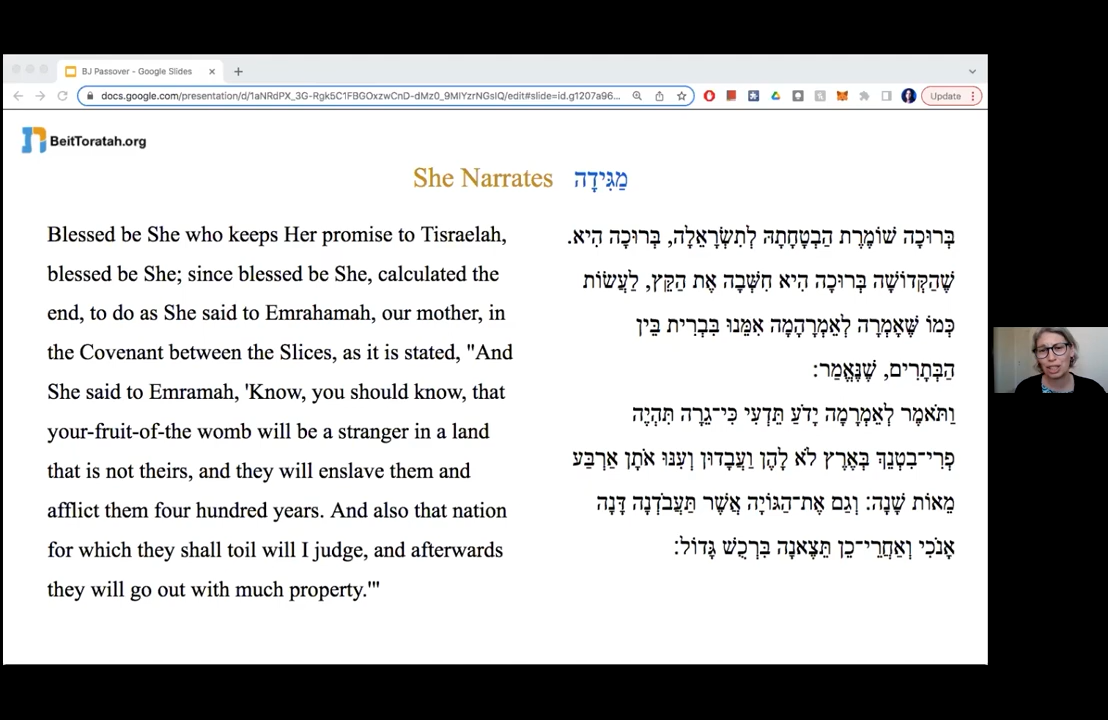 BJ Passover - Google Slides
docs.google.com/presentation/d/1aNRdPX_3G-Rgk5C1FBGOxzwCnD-dMz0_9MIYzrNGsIQ/edit#slide=id.g1207a96...
Update
BeitToratah.org
She Narrates מַגִּידָה
Blessed be She who keeps Her promise to Tisraelah,
blessed be She; since blessed be She, calculated the
end, to do as She said to Emrahamah, our mother, in
the Covenant between the Slices, as it is stated, "And
She said to Emramah, 'Know, you should know, that
your-fruit-of-the womb will be a stranger in a land
that is not theirs, and they will enslave them and
afflict them four hundred years. And also that nation
for which they shall toil will I judge, and afterwards
they will go out with much property.'"
בְּרוּכָה שׁוֹמֶרֶת הַבְטָחָתָהּ לְתִשְׂרָאֵלָה, בְּרוּכָה הִיא.
שֶׁהַקְּדוֹשָׁה בְּרוּכָה הִיא חִשְּׁבָה אֶת הַקֵּץ, לַעֲשׂוֹת
כְּמוֹ שֶּׁאָמְרָה לְאֵמְרָהָמָה אִמֵּנוּ בִּבְרִית בֵּין
הַבְּתָרִים, שֶׁנֶּאֱמַר:
וַתֹּאמֶר לְאֵמְרָמָה יָדֹעַ תֵּדְעִי כִּי־גֵרָה תִּהְיֶה
פְרִי־בִטְנֵךְ בְּאֶרֶץ לֹא לָהֶן וַעֲבָדוּן וְעִנּוּ אֹתָן אַרְבַּע
מֵאוֹת שָׁנָה: וְגַם אֶת־הַגּוֹיָה אֲשֶׁר תַּעֲבֹדְנָה דָּנָה
אָנֹכִי וְאַחֲרֵי־כֵן תֵּצֶאנָה בִּרְכֻשׁ גָּדוֹל: